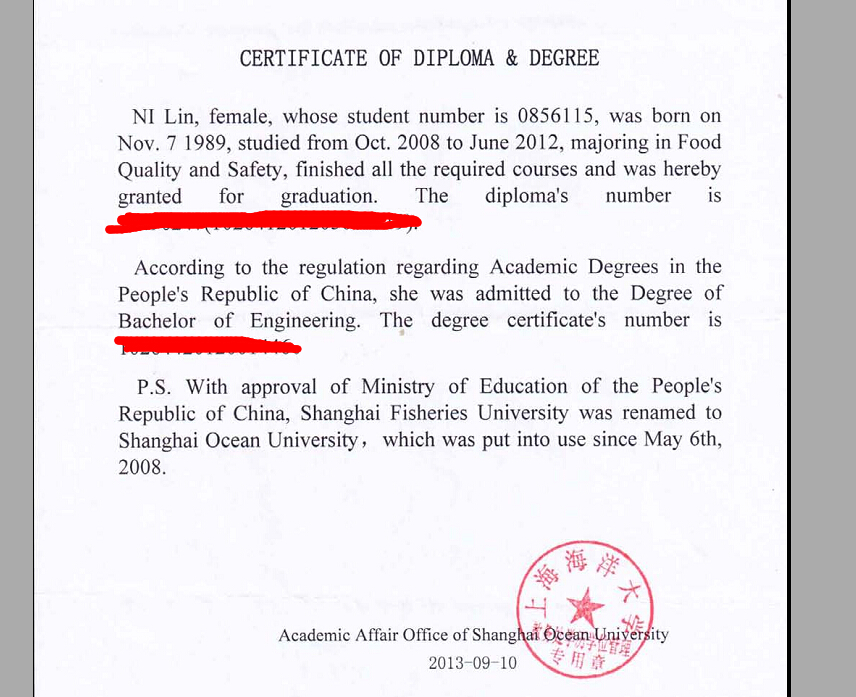 CERTIFICATE OF DIPLOMA & DEGREE
NI Lin, female, whose student number is 0856115, was born on
Nov. 7 1989, studied from Oct. 2008 to June 2012, majoring in Food
Quality and Safety, finished all the required courses and was hereby
granted for graduation. The diploma's number is
According to the regulation regarding Academic Degrees in the
People's Republic of China, she was admitted to the Degree of
Bachelor of Engineering. The degree certificate's number is
P.S. With approval of Ministry of Education of the People's
Republic of China, Shanghai Fisheries University was renamed to
Shanghai Ocean University，which was put into use since May 6th,
2008.
上海海洋大学
专用章
Academic Affair Office of Shanghai Ocean University
2013-09-10